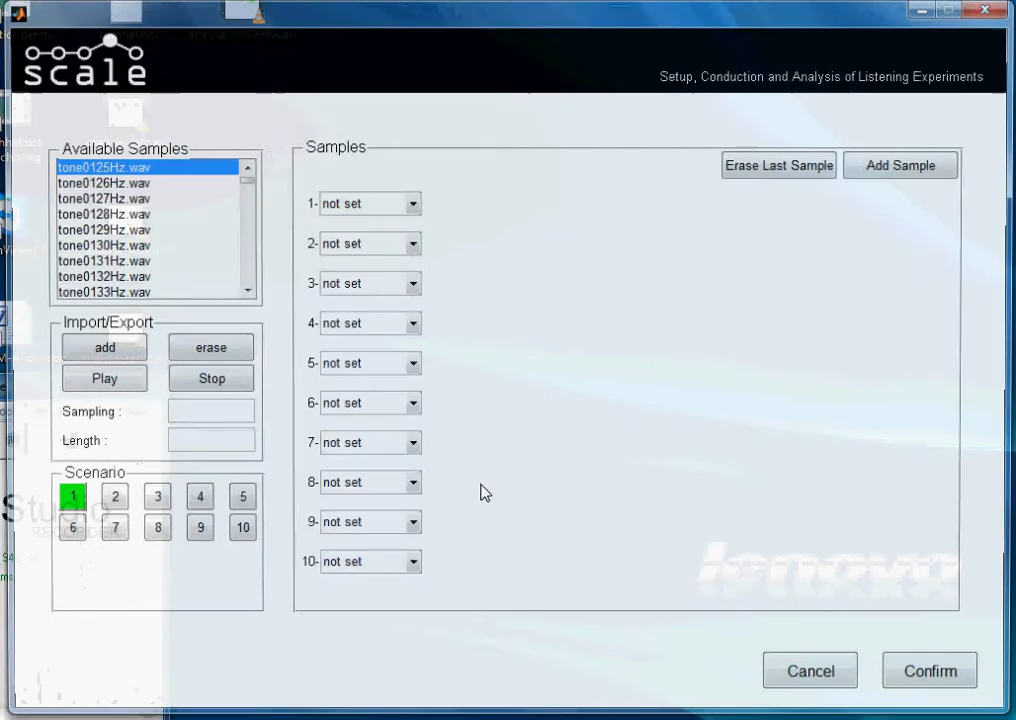 scale
Setup, Conduction and Analysis of Listening Experiments
Available Samples
tone0125Hz.wav
tone0126Hz.wav
tone0127Hz.wav
tone0128Hz.wav
tone0129Hz.wav
tone0130Hz.wav
tone0131Hz.wav
tone0132Hz.wav
tone0133Hz.wav
Import/Export
add erase
Play Stop
Sampling :
Length :
Scenario
1 2 3 4 5
6 7 8 9 10
Samples
Erase Last Sample Add Sample
1- not set
2- not set
3- not set
4- not set
5- not set
6- not set
7- not set
8- not set
9- not set
10- not set
Studio
RECORDER
lenovo
Cancel Confirm